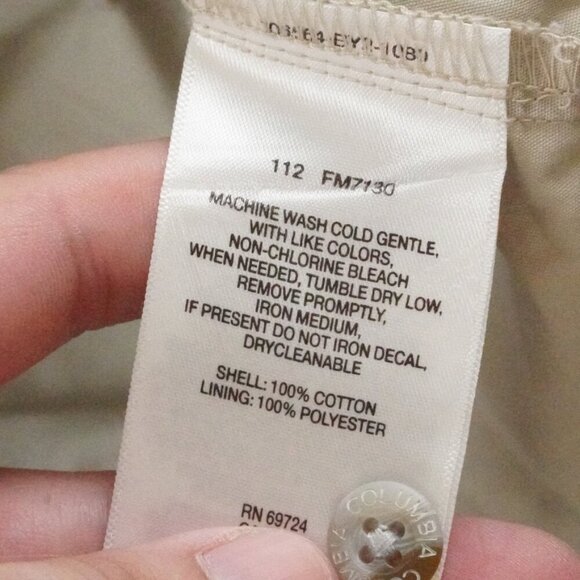 112 FM7130
MACHINE WASH COLD GENTLE,
WITH LIKE COLORS,
NON-CHLORINE BLEACH
WHEN NEEDED, TUMBLE DRY LOW,
REMOVE PROMPTLY,
IRON MEDIUM,
IF PRESENT DO NOT IRON DECAL,
DRYCLEANABLE
SHELL: 100% COTTON
LINING: 100% POLYESTER
RN 69724
COLUMBIA